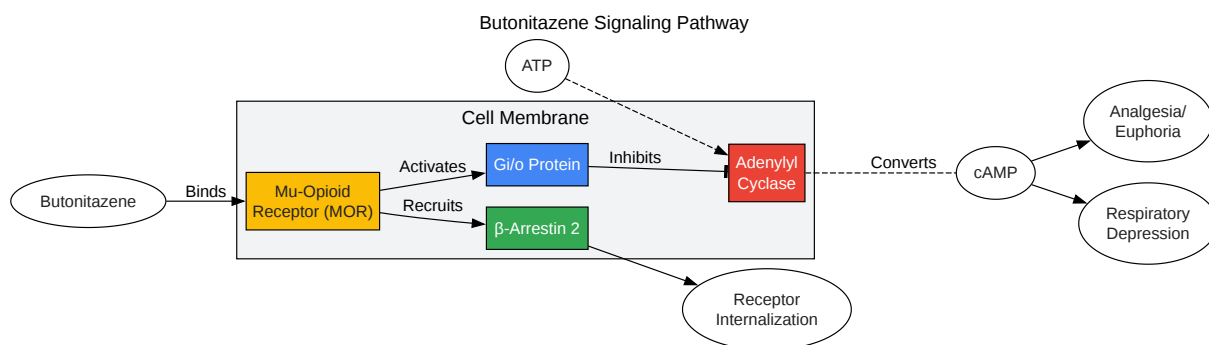 Butonitazene Signaling Pathway
ATP
Cell Membrane
Butonitazene
Binds
Mu-Opioid
Receptor (MOR)
Activates
Recruits
Gi/o Protein
β-Arrestin 2
Inhibits
Adenylyl
Cyclase
Receptor
Internalization
Converts
cAMP
Analgesia/
Euphoria
Respiratory
Depression